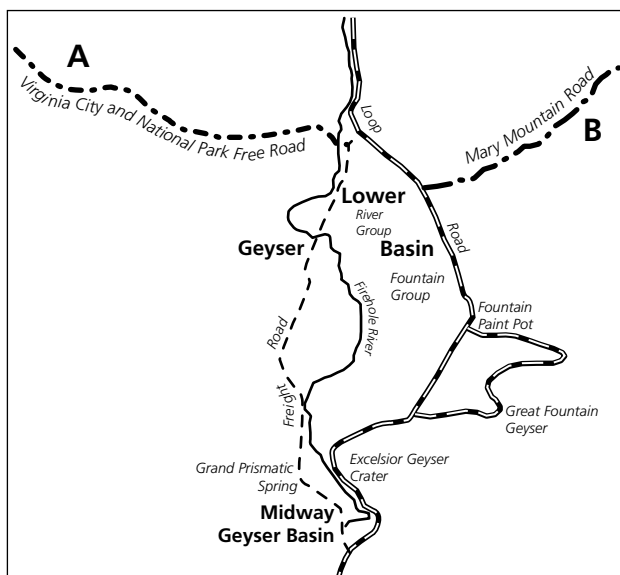 A
Virginia City and National Park Free Road
Loop
Mary Mountain Road
B
Lower
River
Group
Geyser
Basin
Road
Fountain
Group
Firehole River
Fountain
Paint Pot
Road
Freight
Great Fountain
Geyser
Grand Prismatic
Spring
Excelsior Geyser
Crater
Midway
Geyser Basin